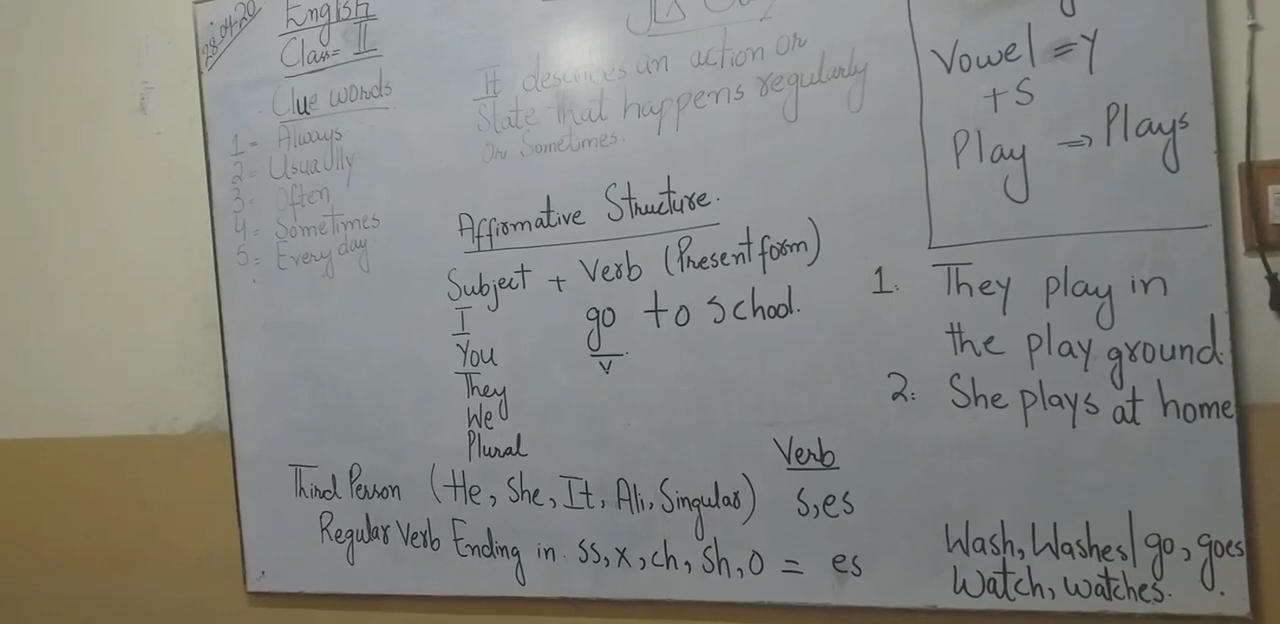 28.04.20
English
Class= II
Clue words
1= Always
2= Usually
3= Often
4= Sometimes
5= Every day
It describes an action or
State that happens regularly
Or Sometimes.
Affirmative Structure.
Subject + Verb (Present form)
I go to school.
You v
They
We
Plural
Verb
Third Person (He, She, It, Ali, Singular) s,es
Regular Verb Ending in ss, x, ch, sh, o = es
Vowel = y
+ s
Play ⇒ Plays
1. They play in
the play ground
2. She plays at home
Wash, Washes/ go, goes
Watch, watches.